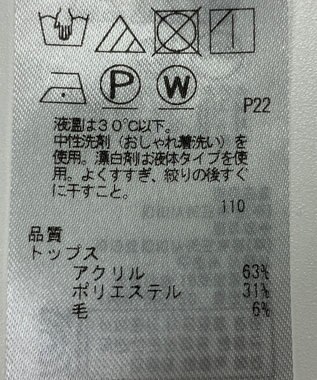 P
W
P22
液温は30℃以下。
中性洗剤（おしゃれ着洗い）を
使用。漂白剤は液体タイプを使
用。よくすすぎ、絞りの後すぐ
に干すこと。
110
品質
トップス
アクリル 63%
ポリエステル 31%
毛 6%